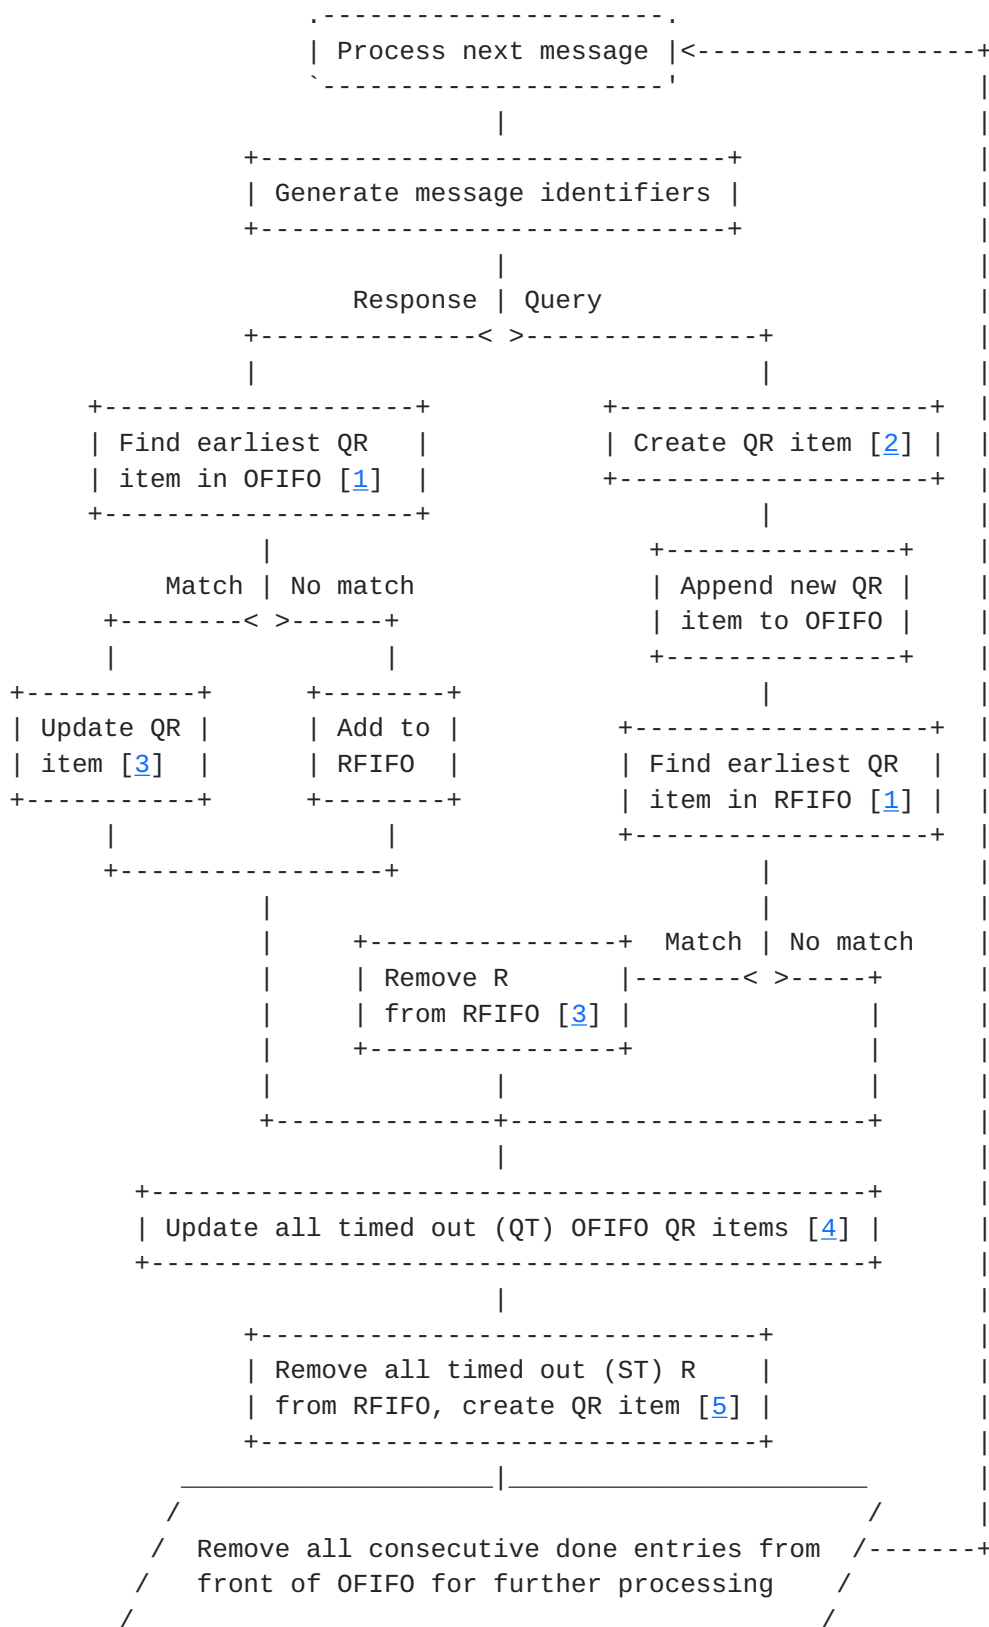 Process next message
Generate message identifiers
Response | Query
Find earliest QR
item in OFIFO [1]
Create QR item [2]
Append new QR
item to OFIFO
Match | No match
Update QR
item [3]
Add to
RFIFO
Find earliest QR
item in RFIFO [1]
Match | No match
Remove R
from RFIFO [3]
Update all timed out (QT) OFIFO QR items [4]
Remove all timed out (ST) R
from RFIFO, create QR item [5]
Remove all consecutive done entries from
front of OFIFO for further processing